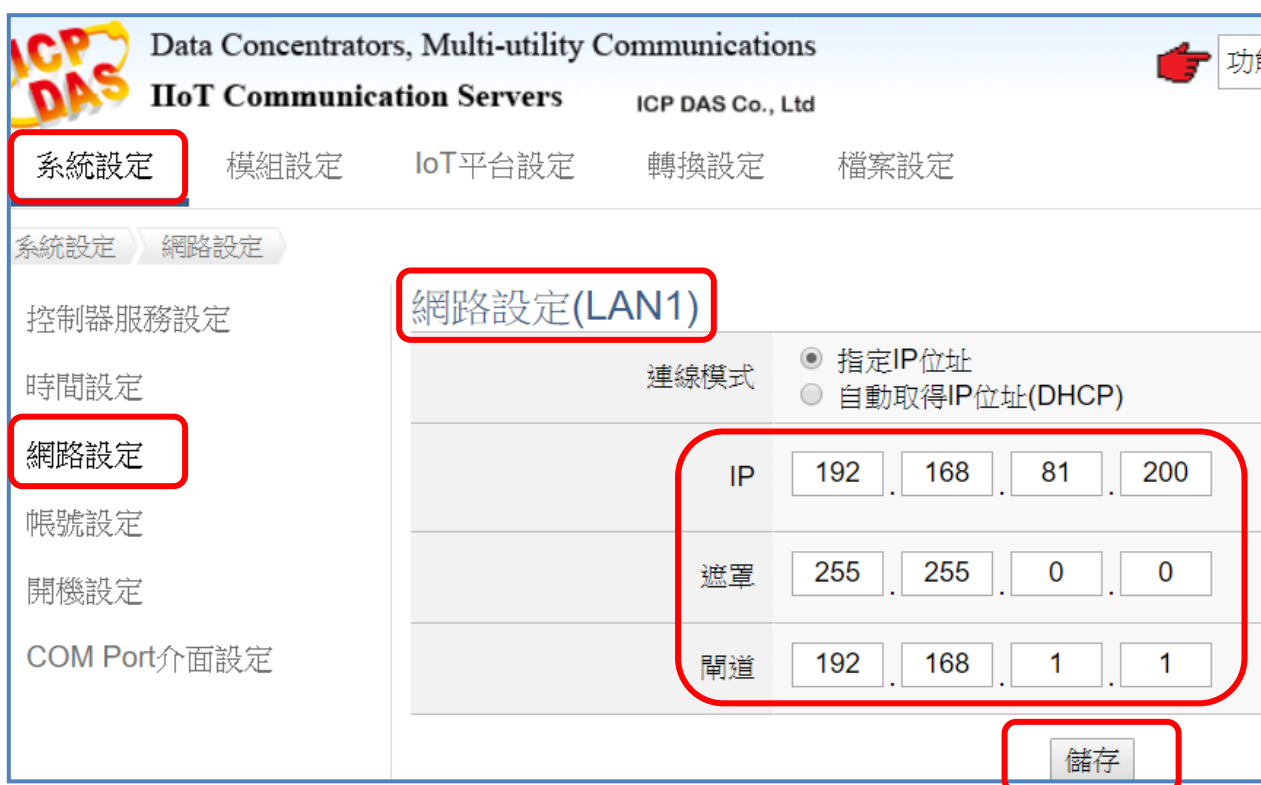 ICP DAS
Data Concentrators, Multi-utility Communications
IIoT Communication Servers ICP DAS Co., Ltd
系統設定 模組設定 IoT平台設定 轉換設定 檔案設定
系統設定 網路設定
控制器服務設定
時間設定
網路設定
帳號設定
開機設定
COM Port介面設定
網路設定(LAN1)
連線模式 指定IP位址
自動取得IP位址(DHCP)
IP 192 . 168 . 81 . 200
遮罩 255 . 255 . 0 . 0
閘道 192 . 168 . 1 . 1
儲存